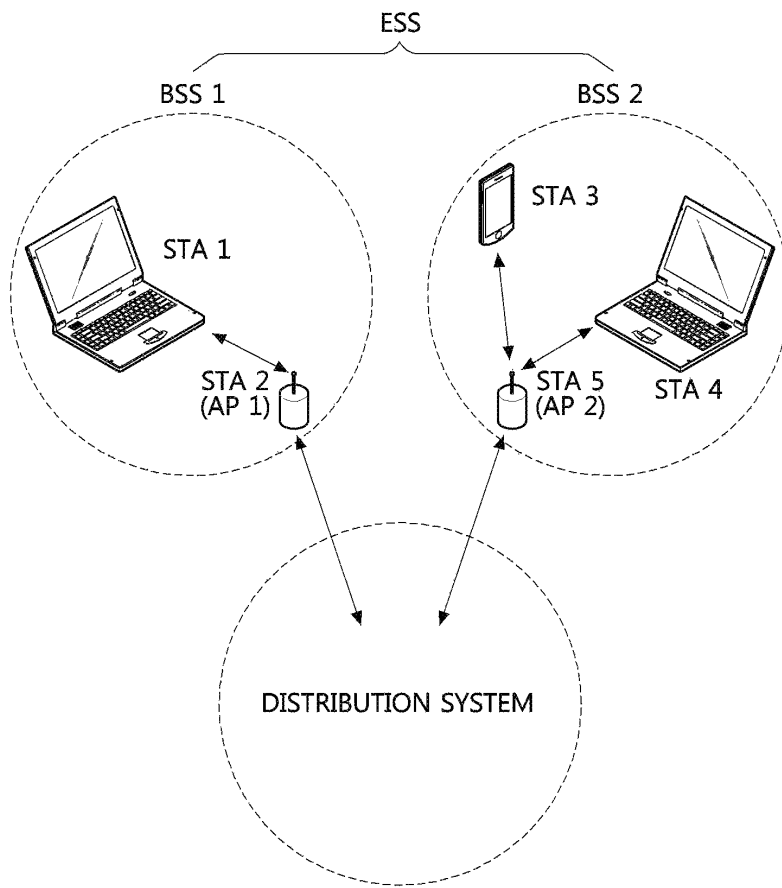 ESS
BSS 1
BSS 2
STA 1
STA 2
(AP 1)
STA 3
STA 4
STA 5
(AP 2)
DISTRIBUTION SYSTEM